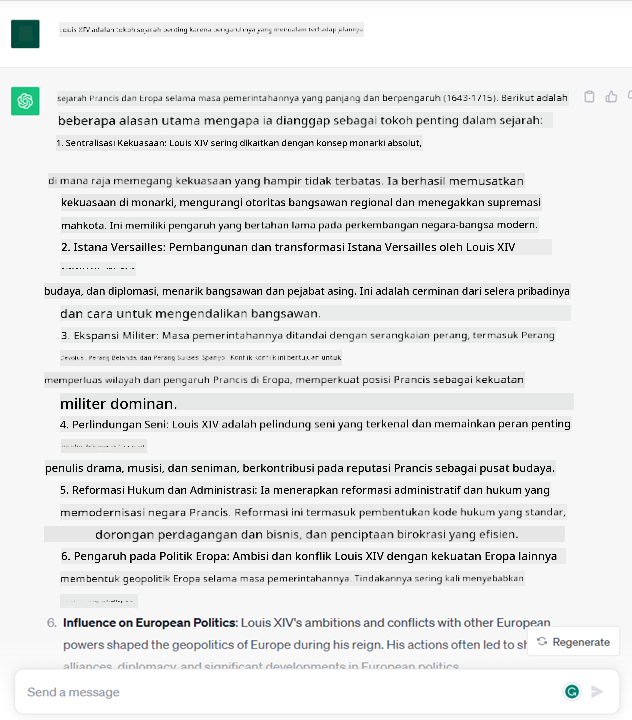 Louis XIV adalah tokoh sejarah penting karena pengaruhnya yang mendalam terhadap jalannya
sejarah Prancis dan Eropa selama masa pemerintahannya yang panjang dan berpengaruh (1643-1715). Berikut adalah
beberapa alasan utama mengapa ia dianggap sebagai tokoh penting dalam sejarah:
1. Sentralisasi Kekuasaan: Louis XIV sering dikaitkan dengan konsep monarki absolut,
di mana raja memegang kekuasaan yang hampir tidak terbatas. Ia berhasil memusatkan
kekuasaan di monarki, mengurangi otoritas bangsawan regional dan menegakkan supremasi
mahkota. Ini memiliki pengaruh yang bertahan lama pada perkembangan negara-bangsa modern.
2. Istana Versailles: Pembangunan dan transformasi Istana Versailles oleh Louis XIV
budaya, dan diplomasi, menarik bangsawan dan pejabat asing. Ini adalah cerminan dari selera pribadinya
dan cara untuk mengendalikan bangsawan.
3. Ekspansi Militer: Masa pemerintahannya ditandai dengan serangkaian perang, termasuk Perang
Devolusi, Perang Belanda, dan Perang Suksesi Spanyol. Konflik-konflik ini bertujuan untuk
memperluas wilayah dan pengaruh Prancis di Eropa, memperkuat posisi Prancis sebagai kekuatan
militer dominan.
4. Perlindungan Seni: Louis XIV adalah pelindung seni yang terkenal dan memainkan peran penting
penulis drama, musisi, dan seniman, berkontribusi pada reputasi Prancis sebagai pusat budaya.
5. Reformasi Hukum dan Administrasi: Ia menerapkan reformasi administratif dan hukum yang
memodernisasi negara Prancis. Reformasi ini termasuk pembentukan kode hukum yang standar,
dorongan perdagangan dan bisnis, dan penciptaan birokrasi yang efisien.
6. Pengaruh pada Politik Eropa: Ambisi dan konflik Louis XIV dengan kekuatan Eropa lainnya
membentuk geopolitik Eropa selama masa pemerintahannya. Tindakannya sering kali menyebabkan
6. Influence on European Politics: Louis XIV's ambitions and conflicts with other European
powers shaped the geopolitics of Europe during his reign. His actions often led to
Regenerate
alliances, diplomacy, and significant developments in European politics.
Send a message